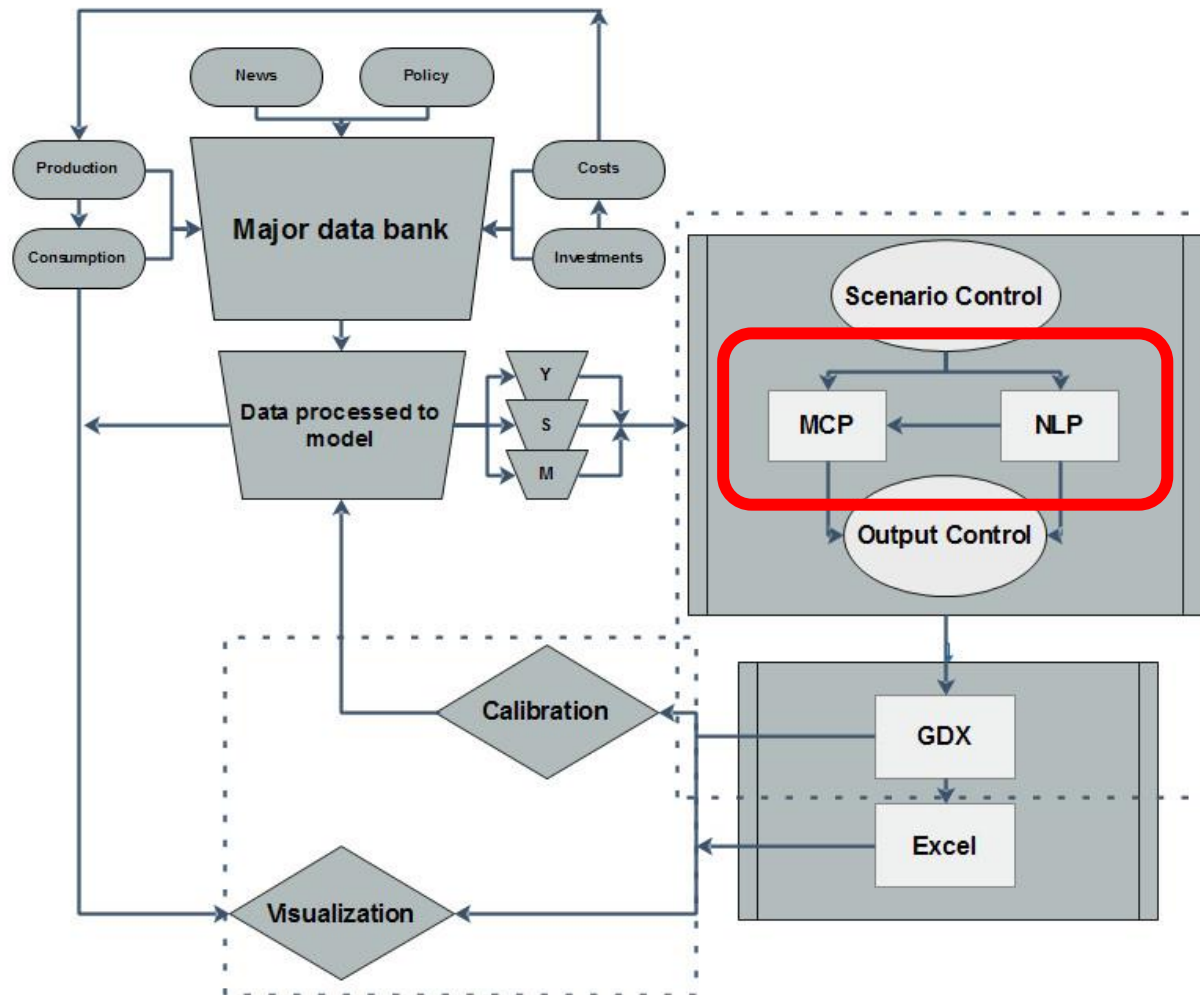 News
Policy
Production
Costs
Major data bank
Consumption
Investments
Scenario Control
Y
Data processed to
model
S
MCP
NLP
M
Output Control
Calibration
GDX
Excel
Visualization